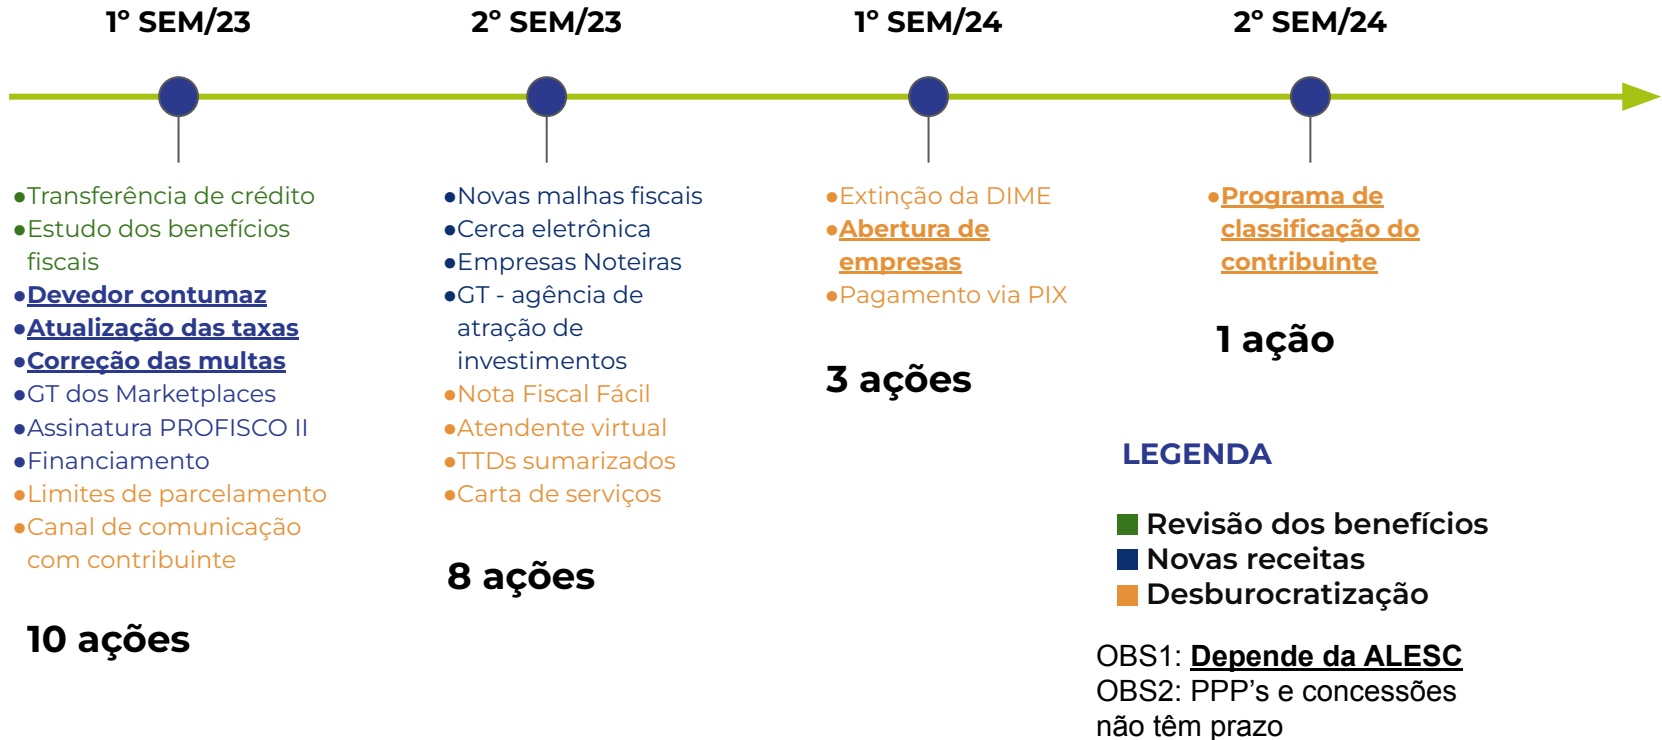 1º SEM/23
2º SEM/23
1º SEM/24
2º SEM/24
●Transferência de crédito
●Estudo dos benefícios
fiscais
●Devedor contumaz
●Atualização das taxas
●Correção das multas
●GT dos Marketplaces
●Assinatura PROFISCO II
●Financiamento
●Limites de parcelamento
●Canal de comunicação
com contribuinte
10 ações
●Novas malhas fiscais
●Cerca eletrônica
●Empresas Noteiras
●GT - agência de
atração de
investimentos
●Nota Fiscal Fácil
●Atendente virtual
●TTDs sumarizados
●Carta de serviços
8 ações
●Extinção da DIME
●Abertura de
empresas
●Pagamento via PIX
3 ações
●Programa de
classificação do
contribuinte
1 ação
LEGENDA
Revisão dos benefícios
Novas receitas
Desburocratização
OBS1: Depende da ALESC
OBS2: PPP’s e concessões
não têm prazo